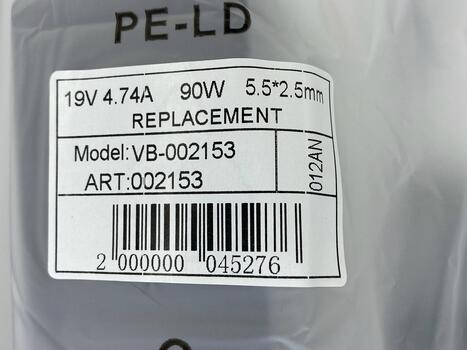 PE-LD
19V 4.74A 90W 5.5*2.5mm
REPLACEMENT
Model:VB-002153
ART:002153
012AN
2 000000 045276